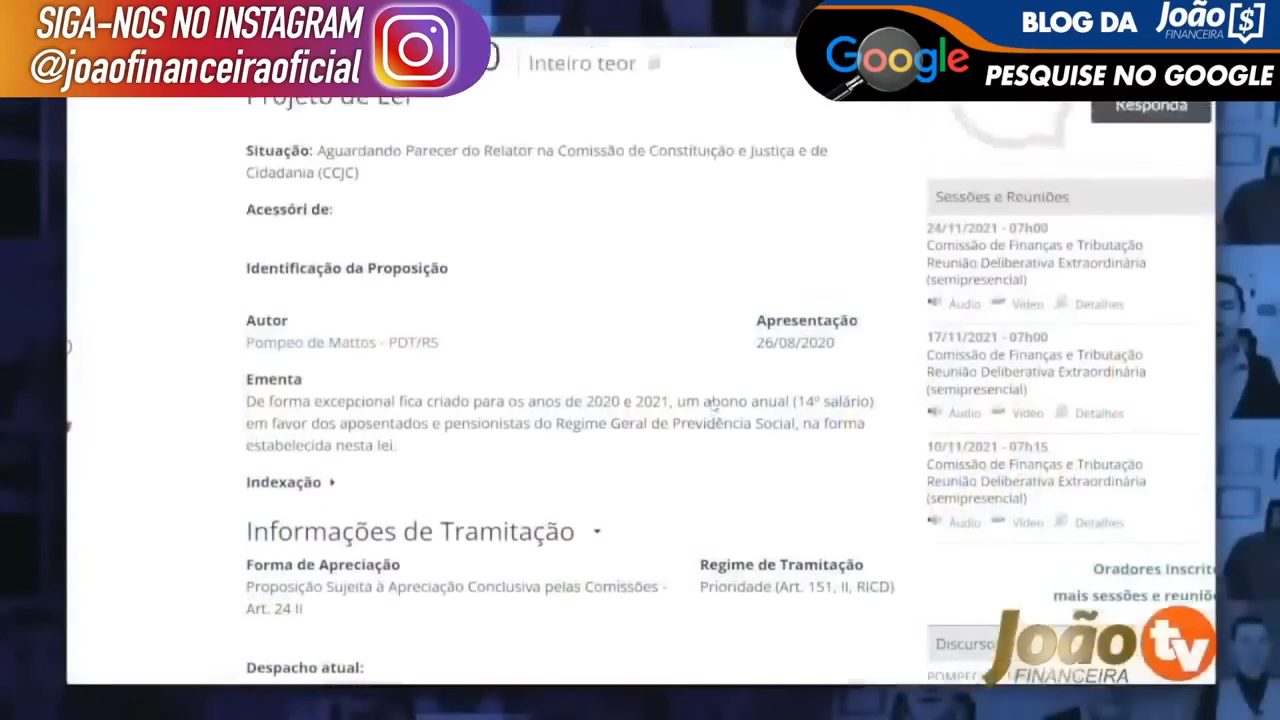 SIGA-NOS NO INSTAGRAM
@joaofinanceiraoficial
BLOG DA João FINANCEIRA [$]
Google
PESQUISE NO GOOGLE
Inteiro teor
Projeto de Lei
Responda
Situação: Aguardando Parecer do Relator na Comissão de Constituição e Justiça e de
Cidadania (CCJC)
Acessóri de:
Identificação da Proposição
Autor
Pompeo de Mattos - PDT/RS
Apresentação
26/08/2020
Ementa
De forma excepcional fica criado para os anos de 2020 e 2021, um abono anual (14º salário)
em favor dos aposentados e pensionistas do Regime Geral de Previdência Social, na forma
estabelecida nesta lei.
Indexação
Informações de Tramitação
Forma de Apreciação
Proposição Sujeita à Apreciação Conclusiva pelas Comissões -
Art. 24 II
Regime de Tramitação
Prioridade (Art. 151, II, RICD)
Despacho atual:
Sessões e Reuniões
24/11/2021 - 07h00
Comissão de Finanças e Tributação
Reunião Deliberativa Extraordinária
(semipresencial)
Áudio Vídeo Detalhes
17/11/2021 - 07h00
Comissão de Finanças e Tributação
Reunião Deliberativa Extraordinária
(semipresencial)
Áudio Vídeo Detalhes
10/11/2021 - 07h15
Comissão de Finanças e Tributação
Reunião Deliberativa Extraordinária
(semipresencial)
Áudio Vídeo Detalhes
Oradores Inscrito
mais sessões e reuniõe
Discurso
João tv
FINANCEIRA